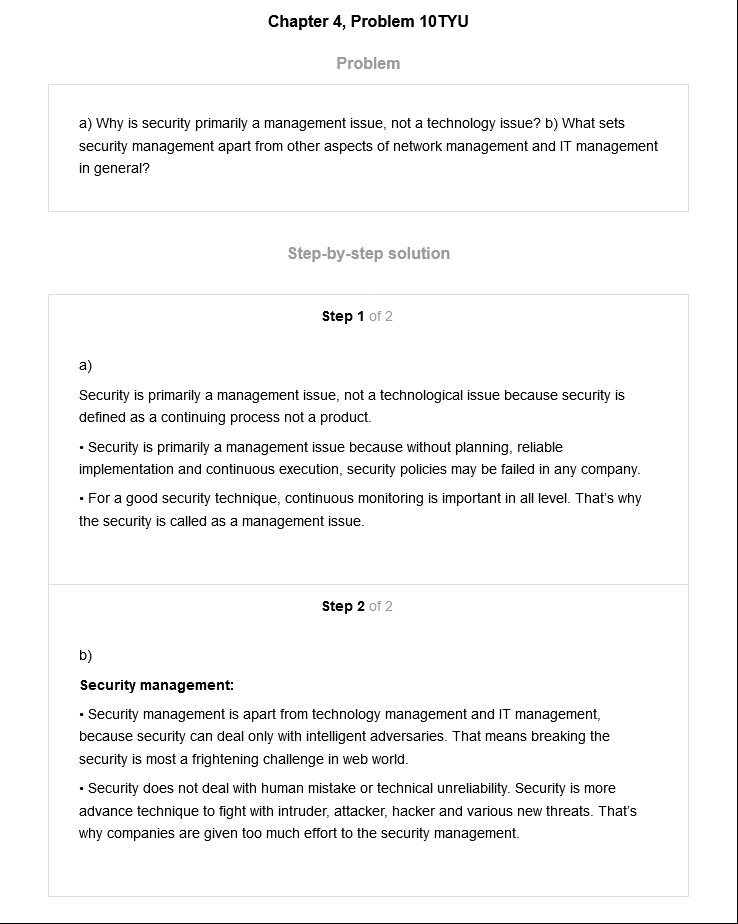 Chapter 4, Problem 10TYU
Problem
a) Why is security primarily a management issue, not a technology issue? b) What sets
security management apart from other aspects of network management and IT management
in general?
Step-by-step solution
Step 1 of 2
a)
Security is primarily a management issue, not a technological issue because security is
defined as a continuing process not a product.
• Security is primarily a management issue because without planning, reliable
implementation and continuous execution, security policies may be failed in any company.
• For a good security technique, continuous monitoring is important in all level. That's why
the security is called as a management issue.
Step 2 of 2
b)
Security management:
• Security management is apart from technology management and IT management,
because security can deal only with intelligent adversaries. That means breaking the
security is most a frightening challenge in web world.
• Security does not deal with human mistake or technical unreliability. Security is more
advance technique to fight with intruder, attacker, hacker and various new threats. That's
why companies are given too much effort to the security management.